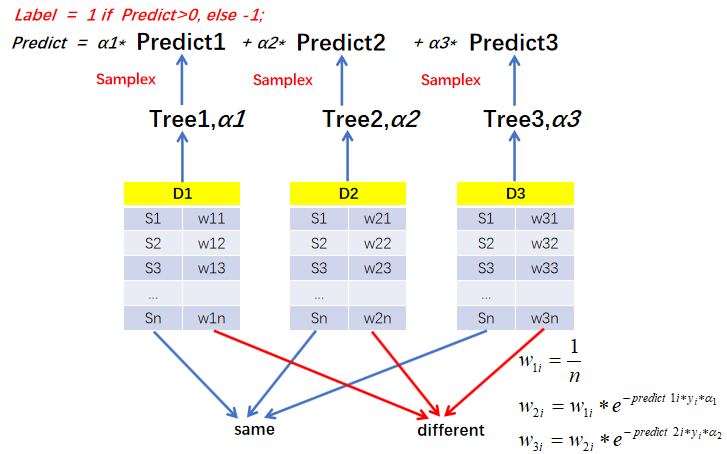 Label = 1 if Predict>0, else -1;
Predict = α1* Predict1 + α2* Predict2 + α3* Predict3
Samplex Samplex Samplex
Tree1,α1 Tree2,α2 Tree3,α3
D1 D2 D3
S1 w11 S1 w21 S1 w31
S2 w12 S2 w22 S2 w32
S3 w13 S3 w23 S3 w33
... ... ...
Sn w1n Sn w2n Sn w3n
w_{1i} = \frac{1}{n}
w_{2i} = w_{1i} * e^{-predict 1i*y_i*α_1}
w_{3i} = w_{2i} * e^{-predict 2i*y_i*α_2}
same different